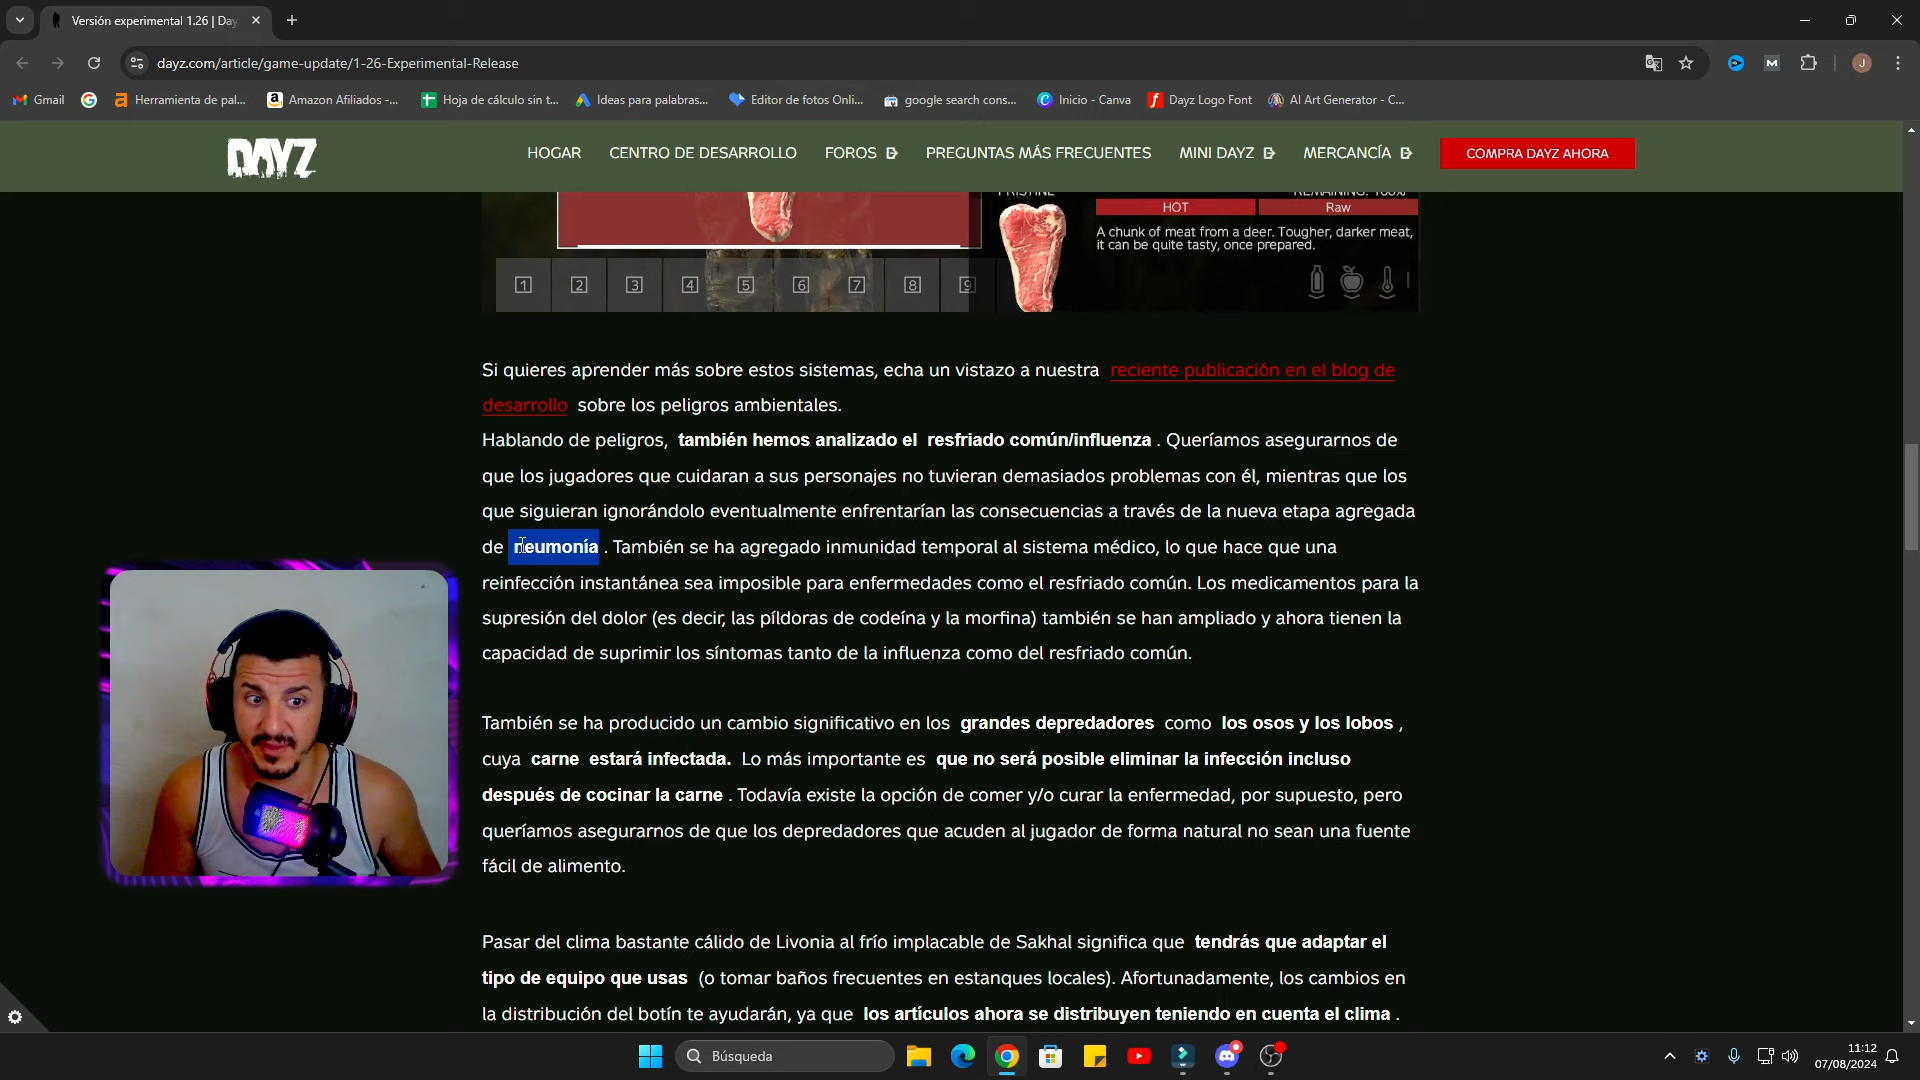 Versión experimental 1.26 | Day
dayz.com/article/game-update/1-26-Experimental-Release
J
Gmail
Herramienta de pal...
Amazon Afiliados -...
Hoja de cálculo sin t...
Ideas para palabras...
Editor de fotos Onli...
google search cons...
Inicio - Canva
Dayz Logo Font
AI Art Generator - C...
DAYZ
HOGAR
CENTRO DE DESARROLLO
FOROS
PREGUNTAS MÁS FRECUENTES
MINI DAYZ
MERCANCÍA
COMPRA DAYZ AHORA
PRISTINE
REMAINING: 100%
HOT
Raw
A chunk of meat from a deer. Tougher, darker meat,
it can be quite tasty, once prepared.
1 2 3 4 5 6 7 8 9
Si quieres aprender más sobre estos sistemas, echa un vistazo a nuestra reciente publicación en el blog de
desarrollo sobre los peligros ambientales.
Hablando de peligros, también hemos analizado el resfriado común/influenza . Queríamos asegurarnos de
que los jugadores que cuidaran a sus personajes no tuvieran demasiados problemas con él, mientras que los
que siguieran ignorándolo eventualmente enfrentarían las consecuencias a través de la nueva etapa agregada
de neumonía . También se ha agregado inmunidad temporal al sistema médico, lo que hace que una
reinfección instantánea sea imposible para enfermedades como el resfriado común. Los medicamentos para la
supresión del dolor (es decir, las píldoras de codeína y la morfina) también se han ampliado y ahora tienen la
capacidad de suprimir los síntomas tanto de la influenza como del resfriado común.
También se ha producido un cambio significativo en los grandes depredadores como los osos y los lobos ,
cuya carne estará infectada. Lo más importante es que no será posible eliminar la infección incluso
después de cocinar la carne . Todavía existe la opción de comer y/o curar la enfermedad, por supuesto, pero
queríamos asegurarnos de que los depredadores que acuden al jugador de forma natural no sean una fuente
fácil de alimento.
Pasar del clima bastante cálido de Livonia al frío implacable de Sakhal significa que tendrás que adaptar el
tipo de equipo que usas (o tomar baños frecuentes en estanques locales). Afortunadamente, los cambios en
la distribución del botín te ayudarán, ya que los artículos ahora se distribuyen teniendo en cuenta el clima .
Búsqueda
11:12
07/08/2024